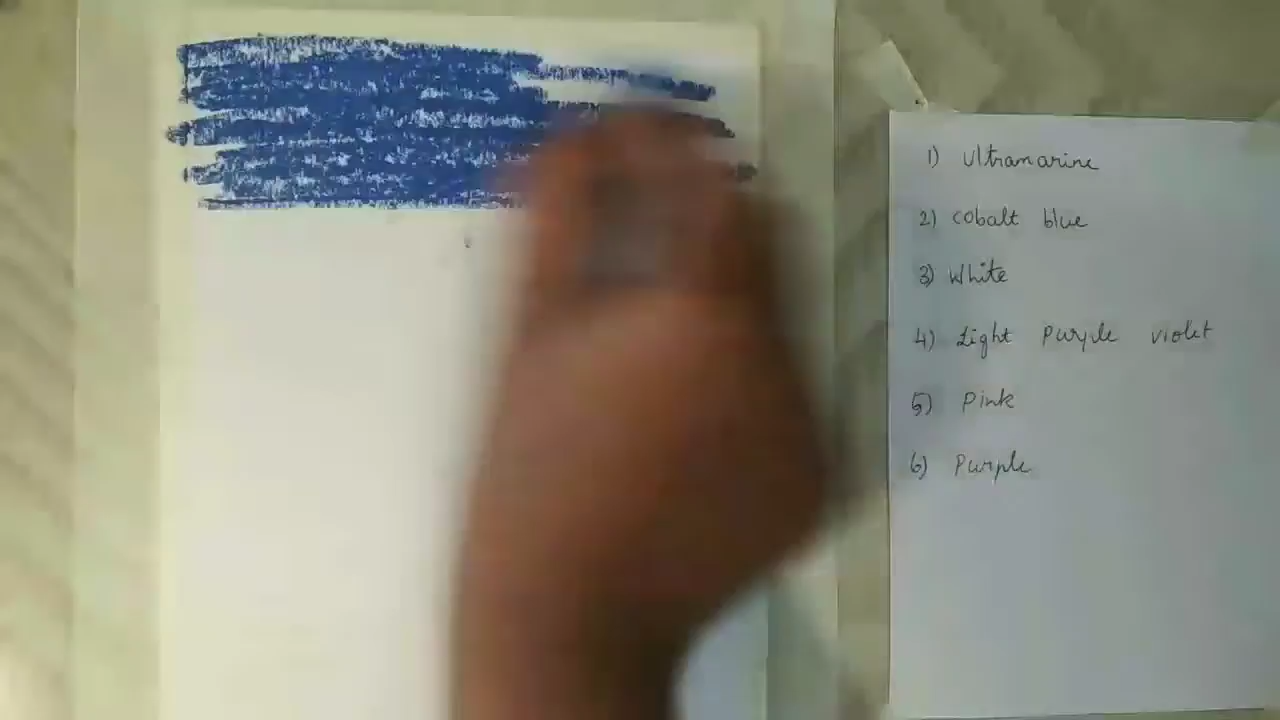 1) ultramarine
2) cobalt blue
3) White
4) Light Purple violet
5) Pink
6) Purple